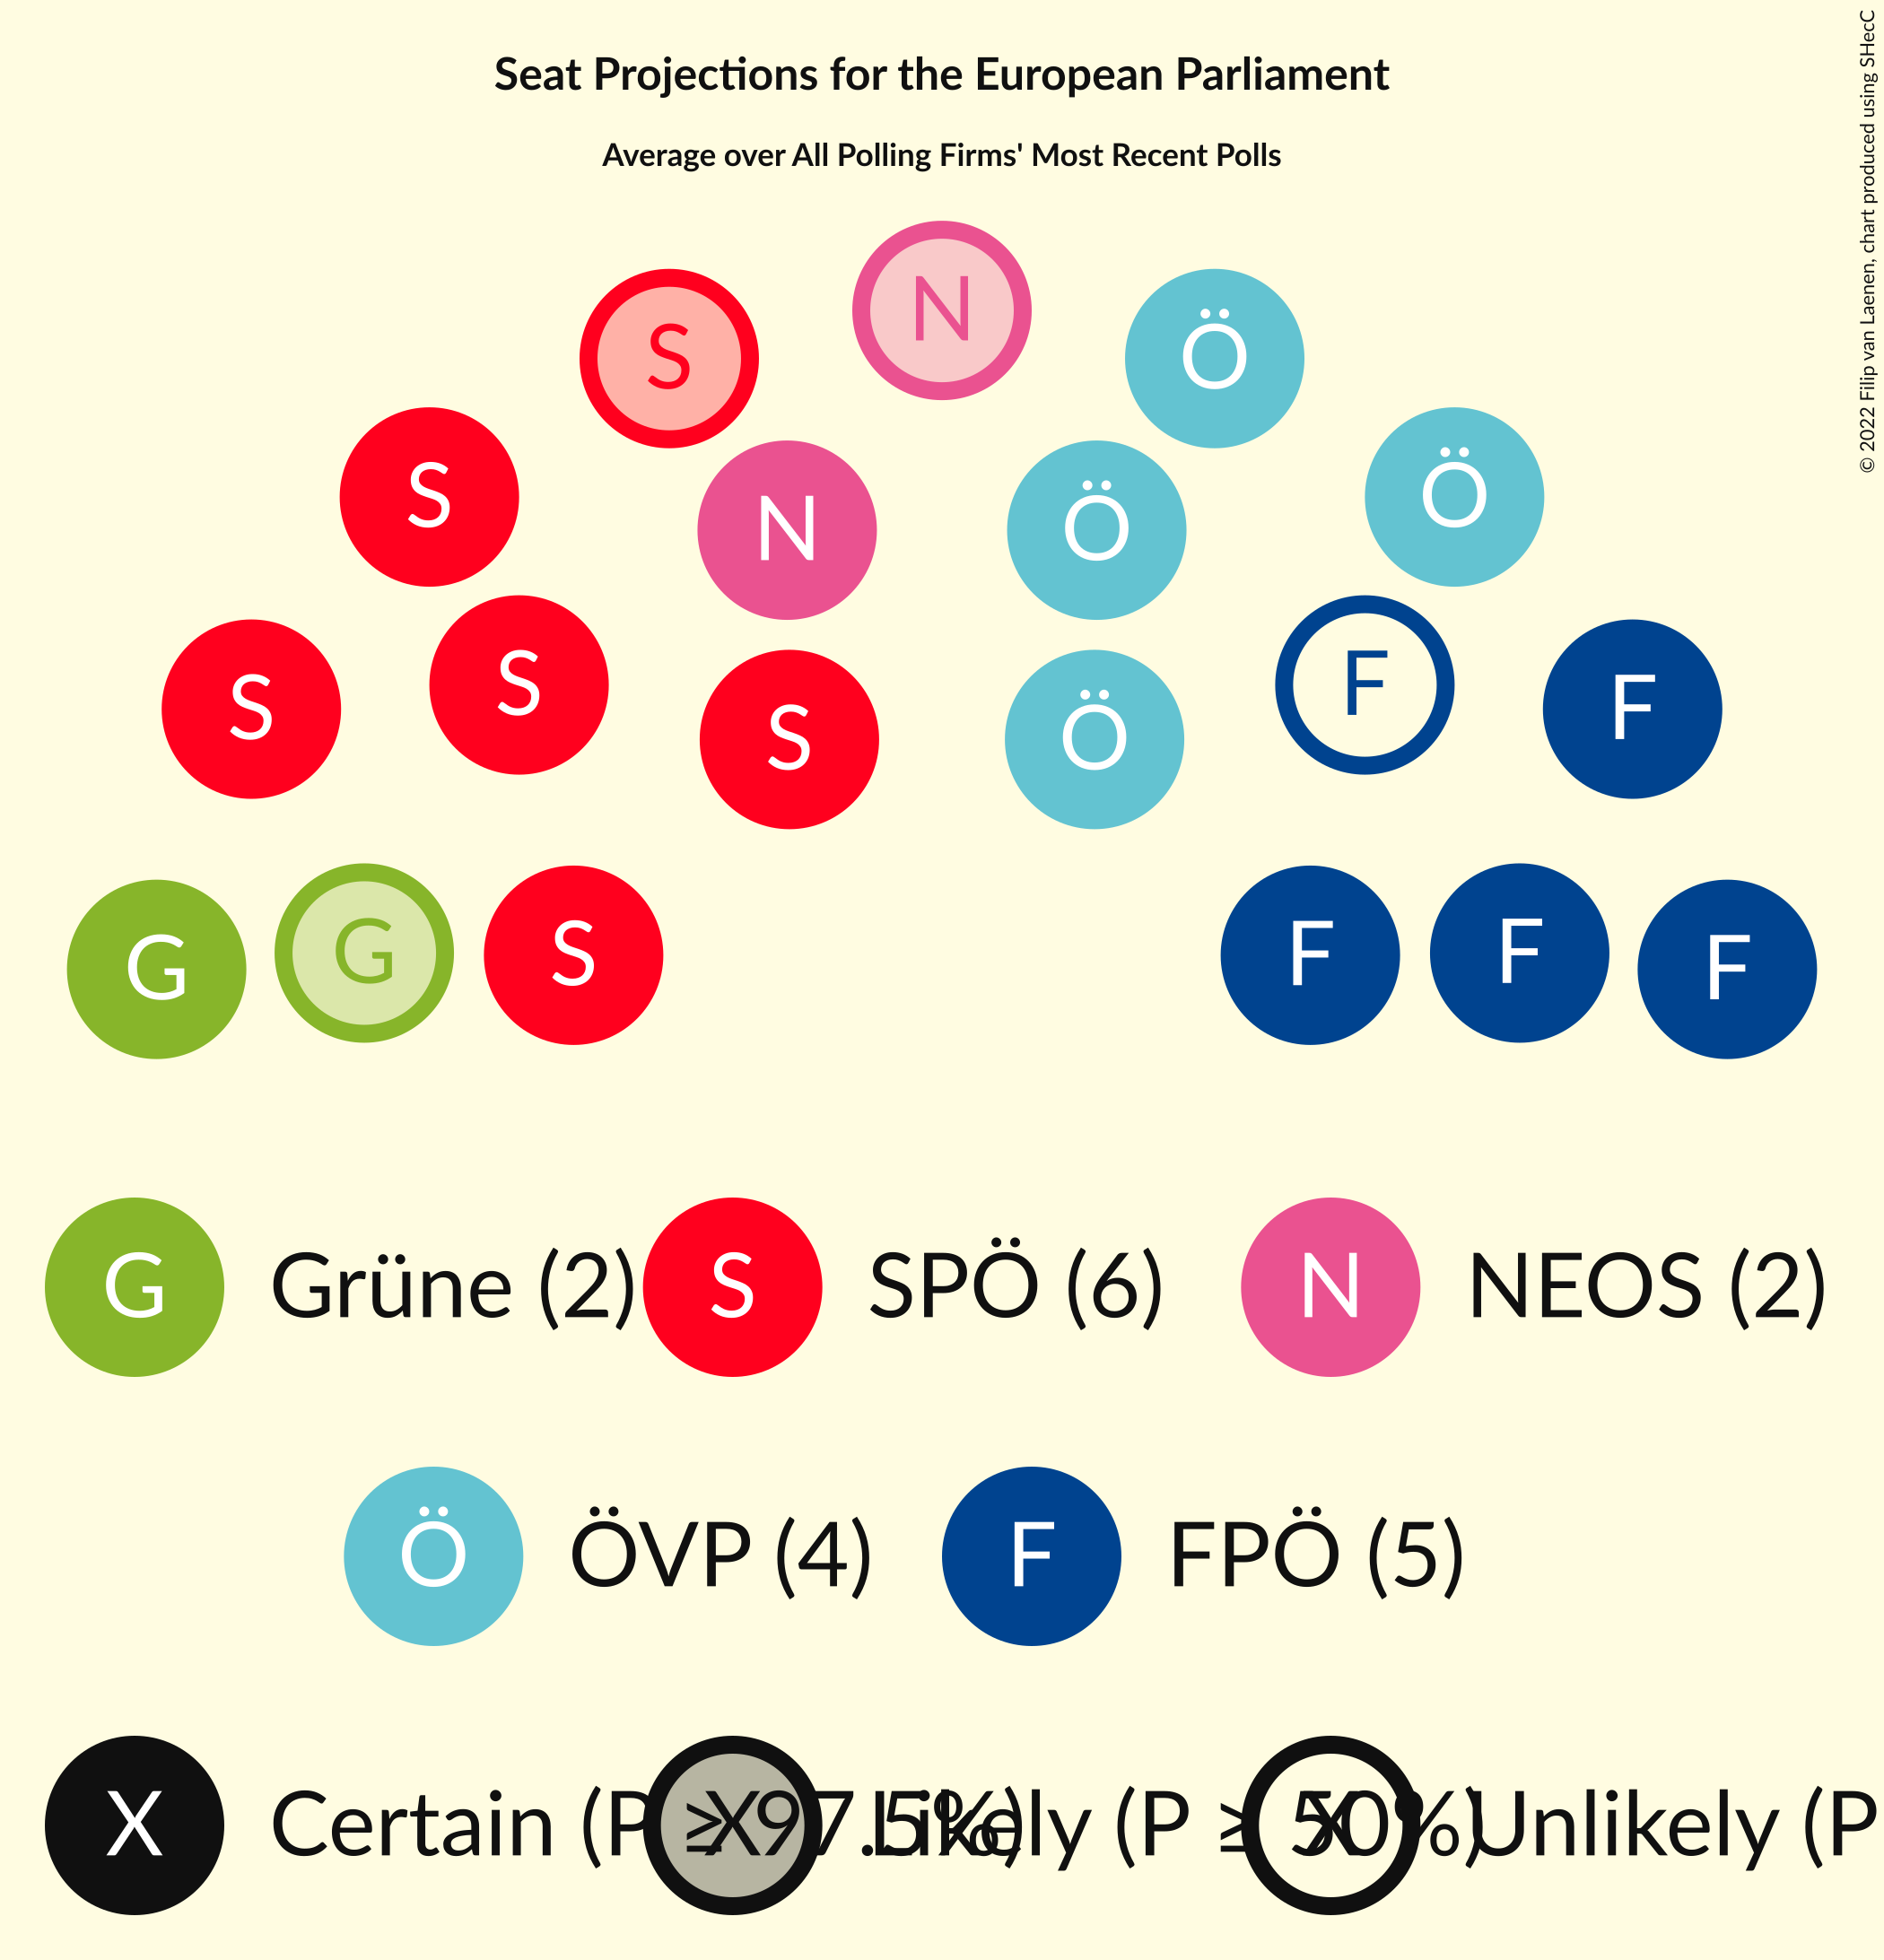 Seat Projections for the European Parliament
Average over All Polling Firms' Most Recent Polls
© 2022 Filip van Laenen, chart produced using SHecC
N
S Ö
S Ö
N Ö
S F
S F
S Ö
G G S F F F
G Grüne (2) S SPÖ (6) N NEOS (2)
Ö ÖVP (4) F FPÖ (5)
X Certain (P ≥ 97.5%) X Likely (P ≥ 50%) X Unlikely (P